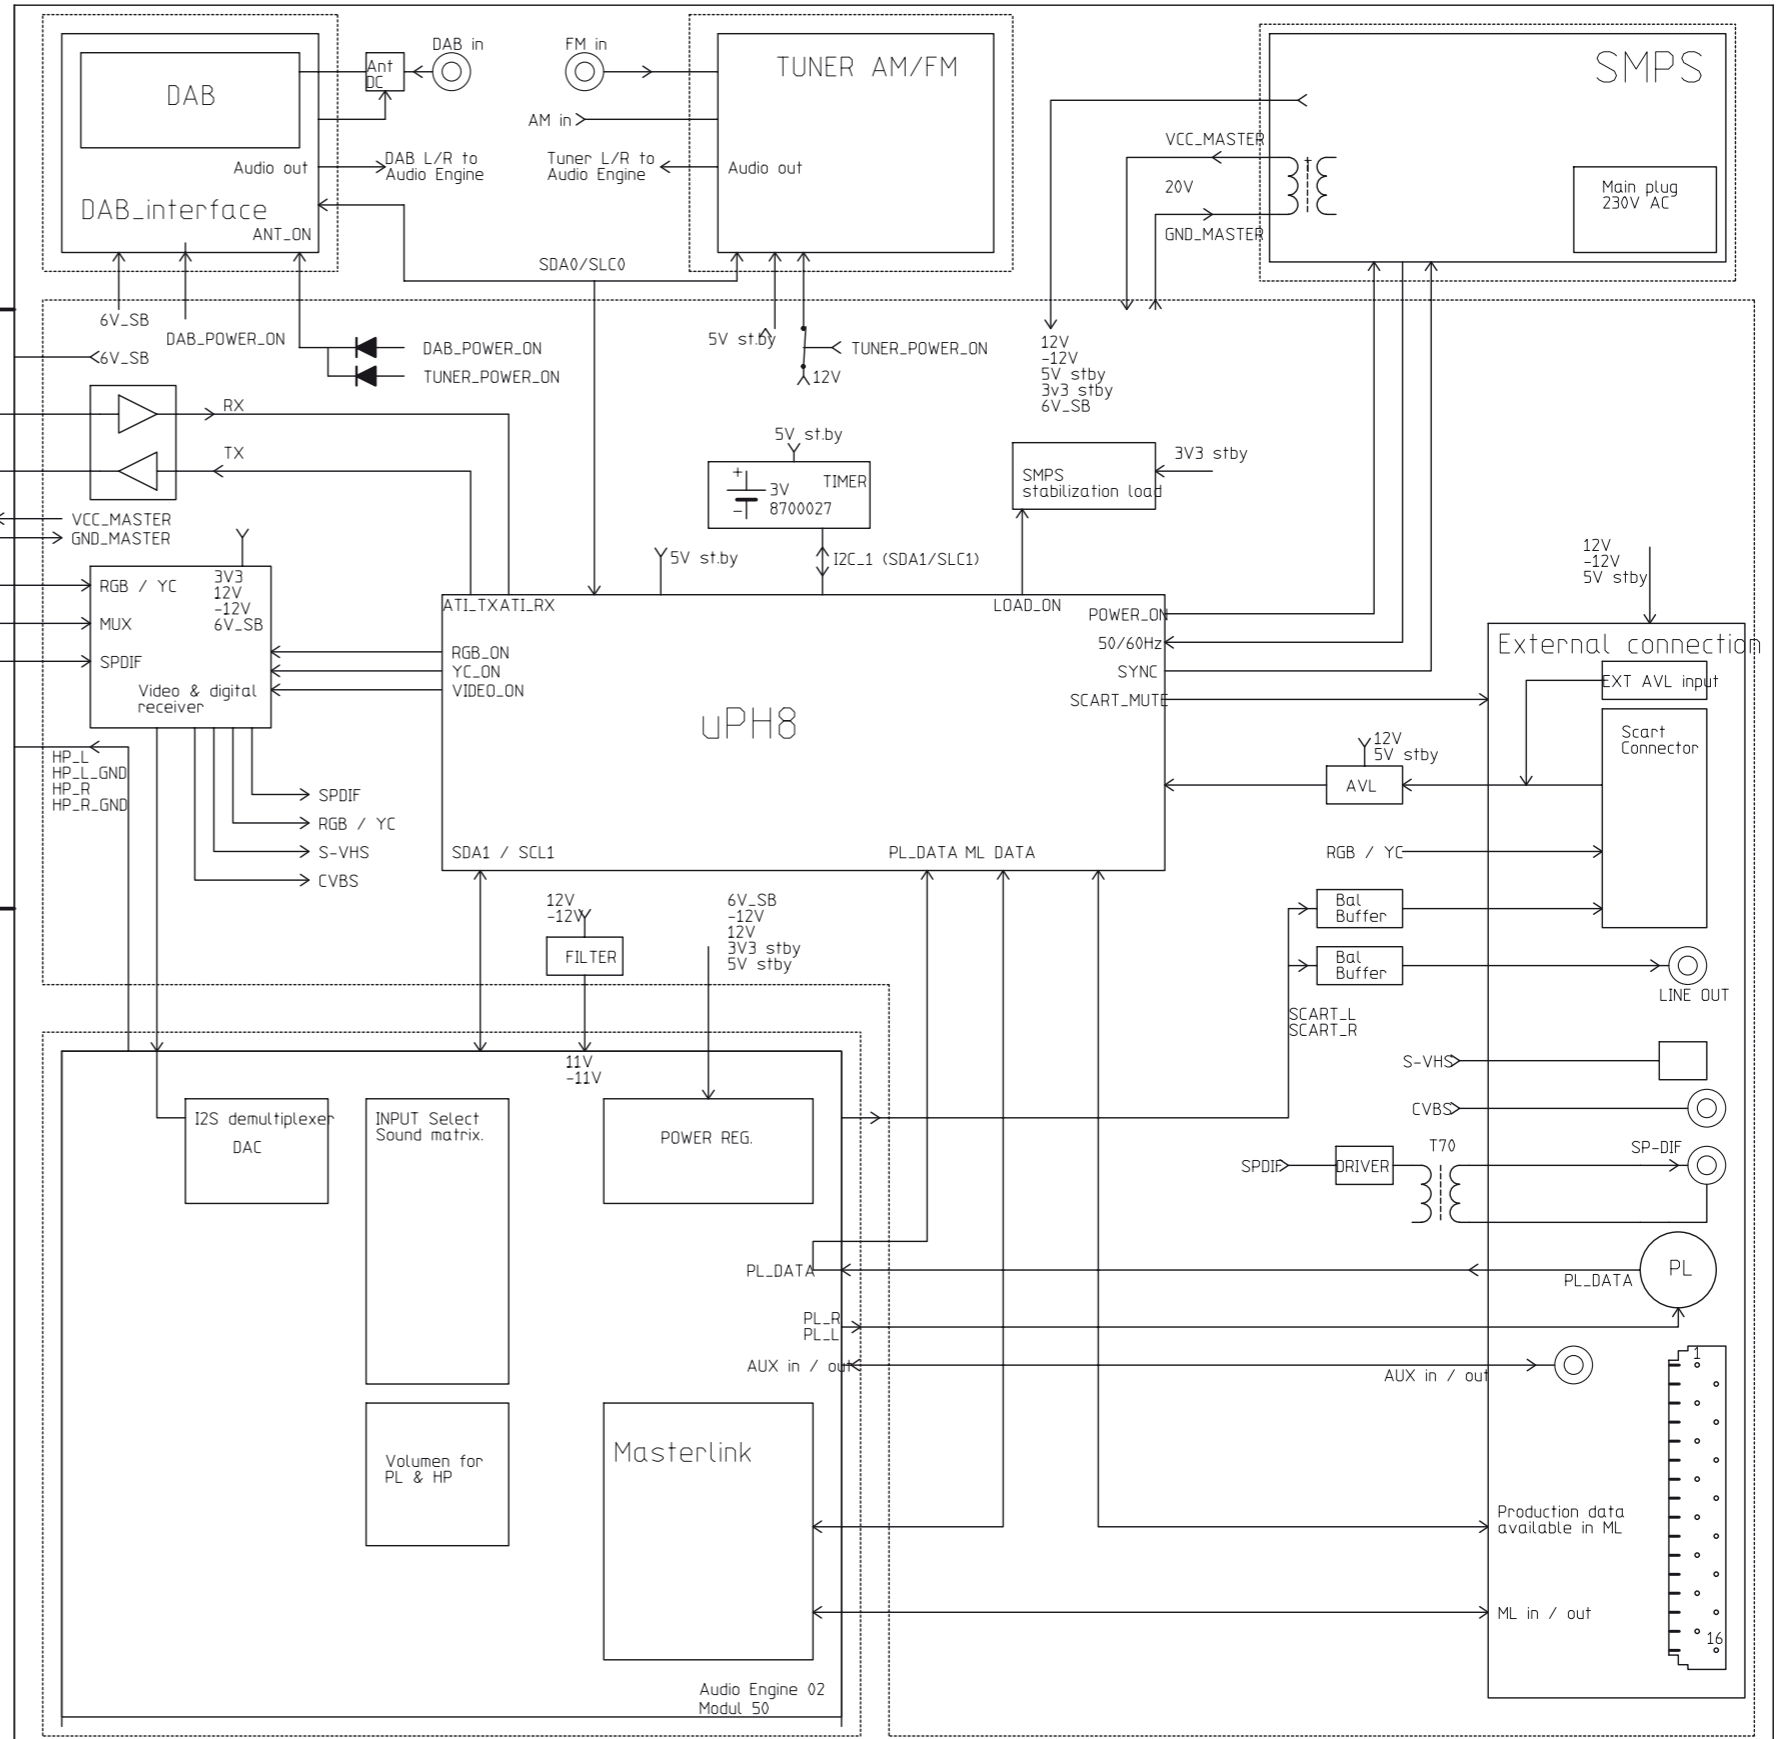 DAB in
FM in
Ant
DC
DAB
TUNER AM/FM
SMPS
AM in
VCC_MASTER
Audio out
DAB L/R to
Audio Engine
Tuner L/R to
Audio Engine
Audio out
20V
Main plug
230V AC
DAB_interface
ANT_ON
GND_MASTER
SDA0/SLC0
6V_SB
DAB_POWER_ON
5V st.by
6V_SB
DAB_POWER_ON
TUNER_POWER_ON
TUNER_POWER_ON
12V
12V
-12V
5V stby
3v3 stby
6V_SB
RX
TX
5V st.by
TIMER
+
3V
-
8700027
SMPS
stabilization load
3V3 stby
VCC_MASTER
GND_MASTER
5V st.by
I2C_1 (SDA1/SLC1)
12V
-12V
5V stby
RGB / YC
MUX
SPDIF
3V3
12V
-12V
6V_SB
Video & digital
receiver
ATI_TX
ATI_RX
LOAD_ON
POWER_ON
50/60Hz
SYNC
SCART_MUTE
RGB_ON
YC_ON
VIDEO_ON
uPH8
External connection
EXT AVL input
Scart
Connector
12V
5V stby
AVL
HP_L
HP_L_GND
HP_R
HP_R_GND
SPDIF
RGB / YC
S-VHS
CVBS
SDA1 / SCL1
PL_DATA
ML DATA
RGB / YC
12V
-12V
FILTER
6V_SB
-12V
12V
3V3 stby
5V stby
Bal
Buffer
Bal
Buffer
LINE OUT
SCART_L
SCART_R
11V
-11V
S-VHS
CVBS
I2S demultiplexer
DAC
INPUT Select
Sound matrix.
POWER REG.
SPDIF
DRIVER
T70
SP-DIF
PL_DATA
PL_DATA
PL
PL_R
PL_L
AUX in / out
AUX in / out
1
Volumen for
PL & HP
Masterlink
Production data
available in ML
ML in / out
16
Audio Engine 02
Modul 50